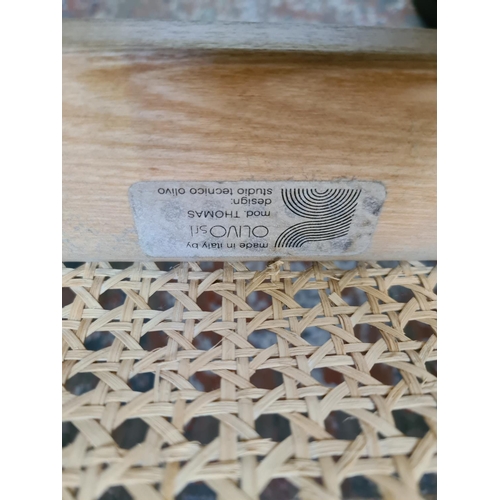 made in italy by
OLIVO srl
mod. THOMAS
design:
studio tecnico olivo